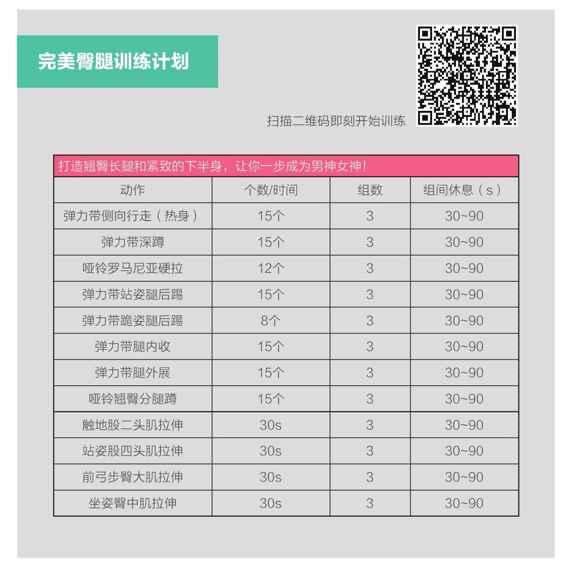 完美臀腿训练计划
扫描二维码即刻开始训练
打造翘臀长腿和紧致的下半身，让你一步成为男神女神！
动作 个数/时间 组数 组间休息（s）
弹力带侧向行走（热身） 15个 3 30~90
弹力带深蹲 15个 3 30~90
哑铃罗马尼亚硬拉 12个 3 30~90
弹力带站姿腿后踢 15个 3 30~90
弹力带跪姿腿后踢 8个 3 30~90
弹力带腿内收 15个 3 30~90
弹力带腿外展 15个 3 30~90
哑铃翘臀分腿蹲 15个 3 30~90
触地股二头肌拉伸 30s 3 30~90
站姿股四头肌拉伸 30s 3 30~90
前弓步臀大肌拉伸 30s 3 30~90
坐姿臀中肌拉伸 30s 3 30~90